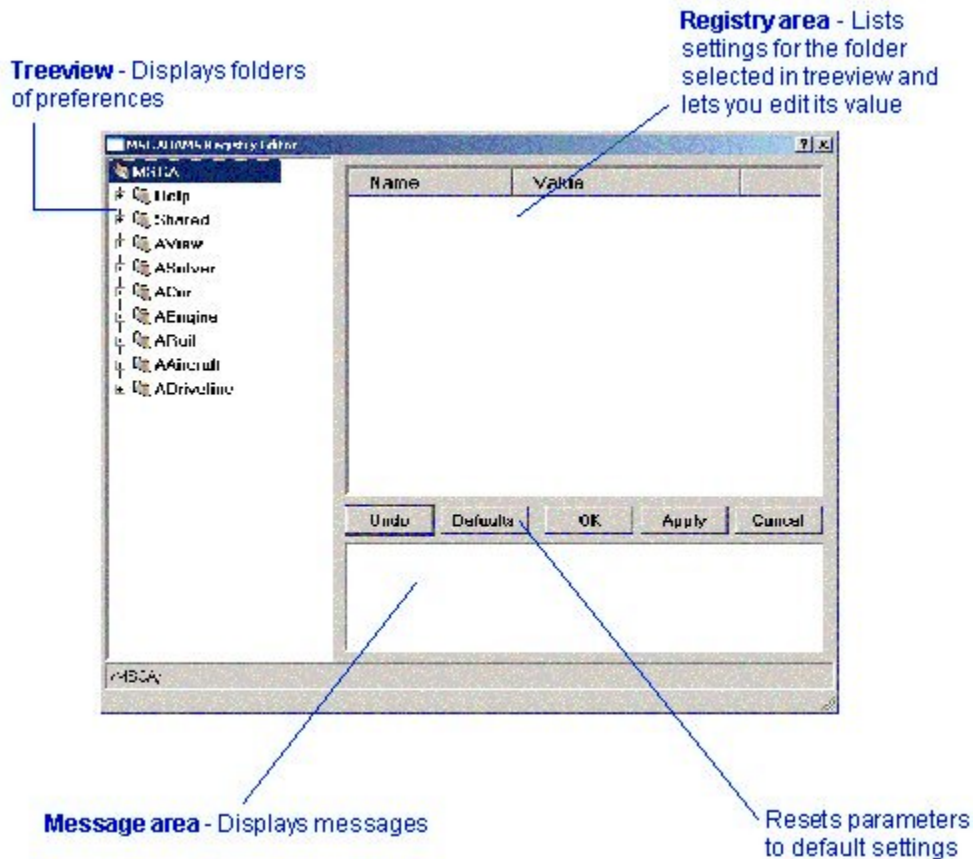 Registry area - Lists
settings for the folder
selected in treeview and
lets you edit its value
Treeview - Displays folders
of preferences
MSC.ADAMS Registry Editor
MSCA
Help
Shared
AView
ASolver
ACar
AEngine
ARail
AAircraft
ADriveline
Name Value
Undo Defaults OK Apply Cancel
/MSCA/
Message area - Displays messages
Resets parameters
to default settings